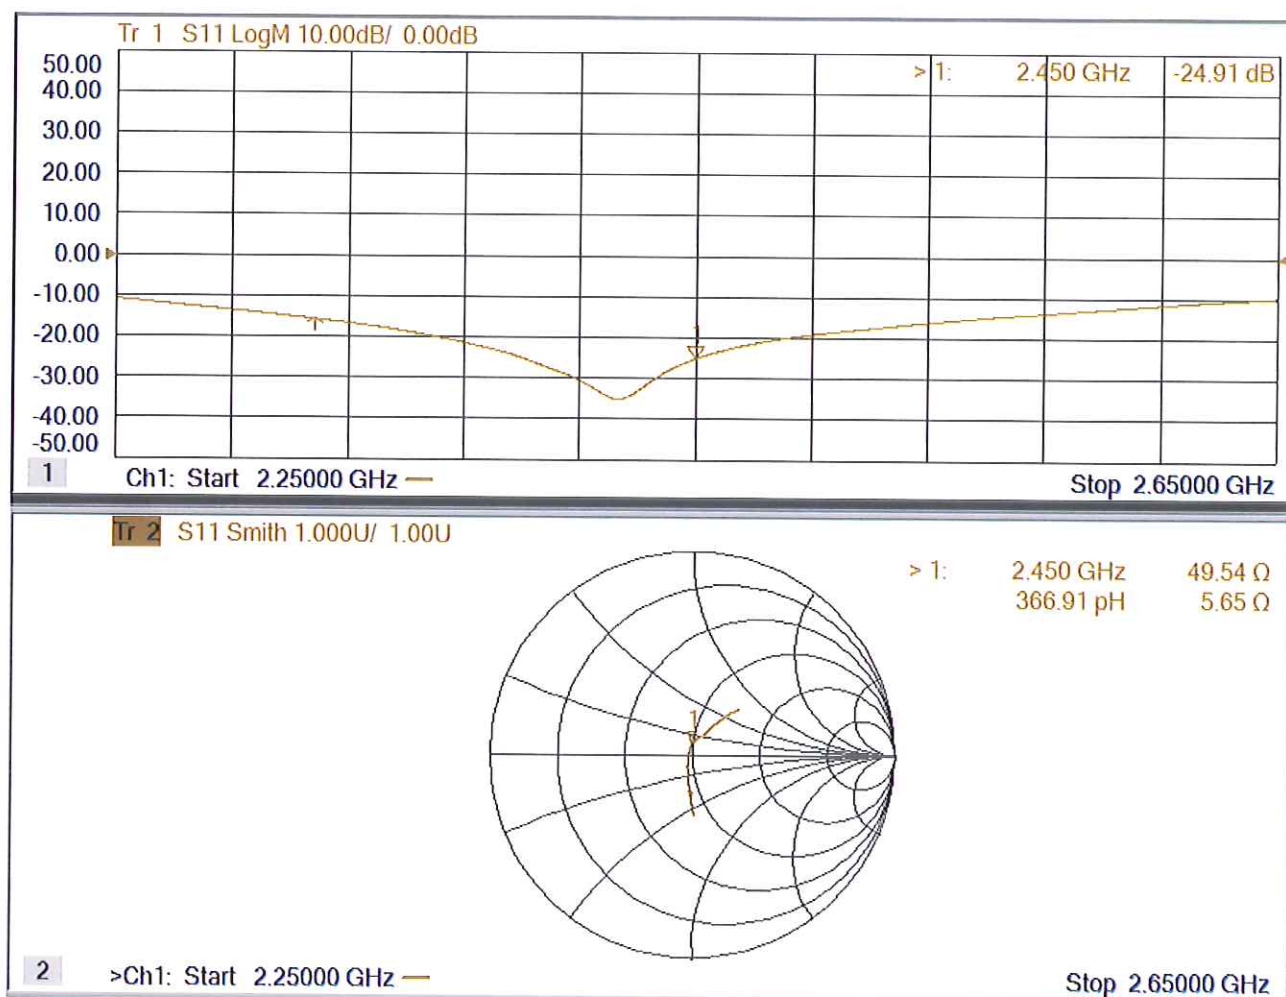 Tr 1 S11 LogM 10.00dB/ 0.00dB
> 1: 2.450 GHz -24.91 dB
50.00
40.00
30.00
20.00
10.00
0.00
-10.00
-20.00
-30.00
-40.00
-50.00
1
1
Ch1: Start 2.25000 GHz
Stop 2.65000 GHz
Tr 2 S11 Smith 1.000U/ 1.00U
> 1: 2.450 GHz 49.54 Ω
366.91 pH 5.65 Ω
1
2
>Ch1: Start 2.25000 GHz
Stop 2.65000 GHz